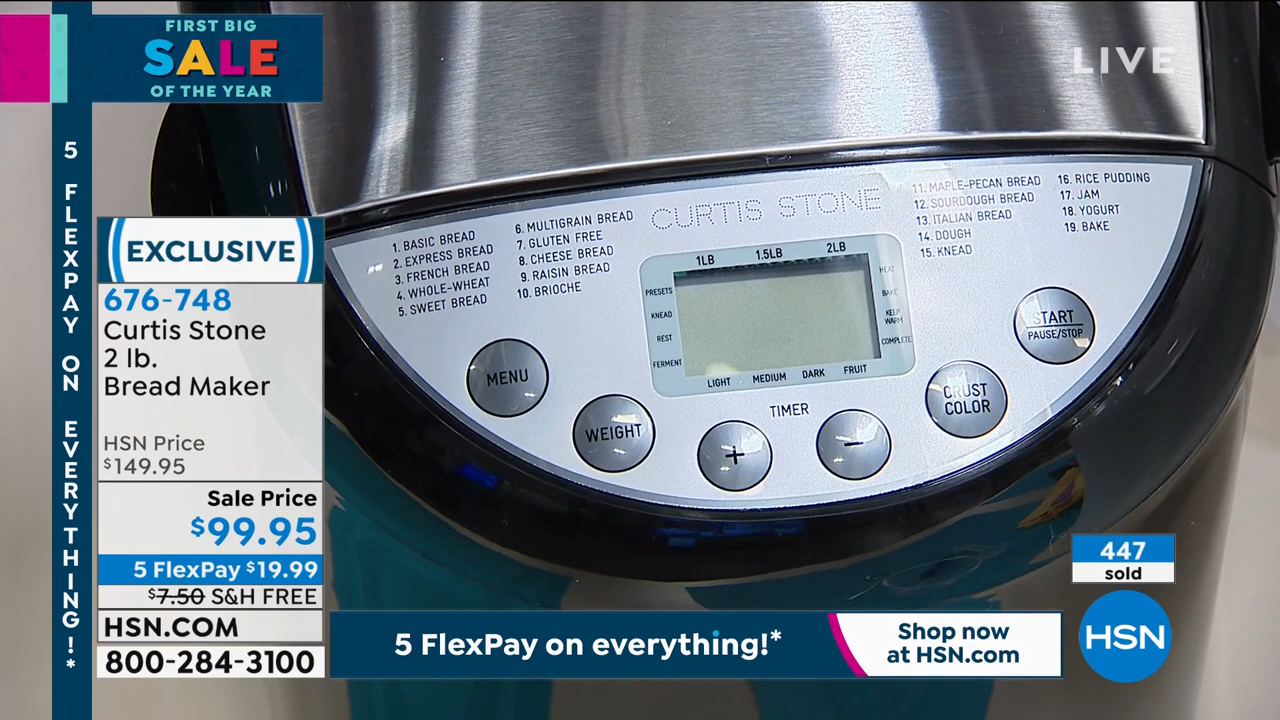 FIRST BIG
SALE
OF THE YEAR
LIVE
5 FLEXPAY ON EVERYTHING!*
EXCLUSIVE
676-748
Curtis Stone
2 lb.
Bread Maker
HSN Price
$149.95
Sale Price
$99.95
5 FlexPay $19.99
$7.50 S&H FREE
HSN.COM
800-284-3100
CURTIS STONE
1. BASIC BREAD
2. EXPRESS BREAD
3. FRENCH BREAD
4. WHOLE-WHEAT
5. SWEET BREAD
6. MULTIGRAIN BREAD
7. GLUTEN FREE
8. CHEESE BREAD
9. RAISIN BREAD
10. BRIOCHE
11. MAPLE-PECAN BREAD
12. SOURDOUGH BREAD
13. ITALIAN BREAD
14. DOUGH
15. KNEAD
16. RICE PUDDING
17. JAM
18. YOGURT
19. BAKE
1LB 1.5LB 2LB
PRESETS
KNEAD
REST
FERMENT
HEAT
BAKE
KEEP
WARM
COMPLETE
LIGHT MEDIUM DARK FRUIT
MENU
WEIGHT
TIMER
+ -
CRUST
COLOR
START
PAUSE/STOP
447
sold
5 FlexPay on everything!*
Shop now
at HSN.com
HSN